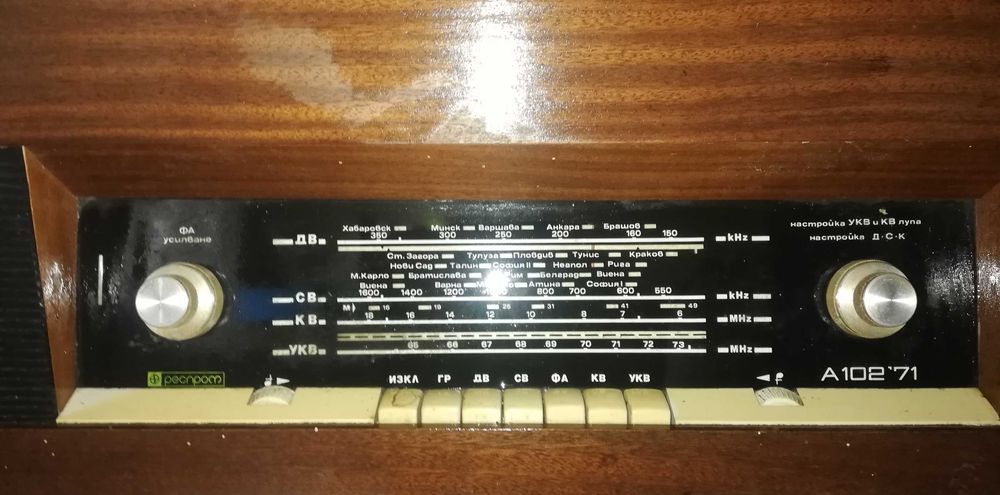 ФА
усилване
ДВ
Хабаровск Минск Варшава Анкара Брашов
350 300 250 200 160 150
kHz
настройка УКВ и КВ лупа
настройка Д·С·К
Ст. Загора Тулуза Пловдив Тунис Краков
Нови Сад Талин София II Неапол Рига
М.Карло Братислава Рим Белград Виена
Виена Варна Атина София I
СВ
1600 1400 1200 800 700 600 550
kHz
М 16 19 25 31 41 49
КВ
18 16 14 12 10 8 7 6
MHz
УКВ
65 66 67 68 69 70 71 72 73
MHz
респром
ИЗКЛ ГР ДВ СВ ФА КВ УКВ
А102'71